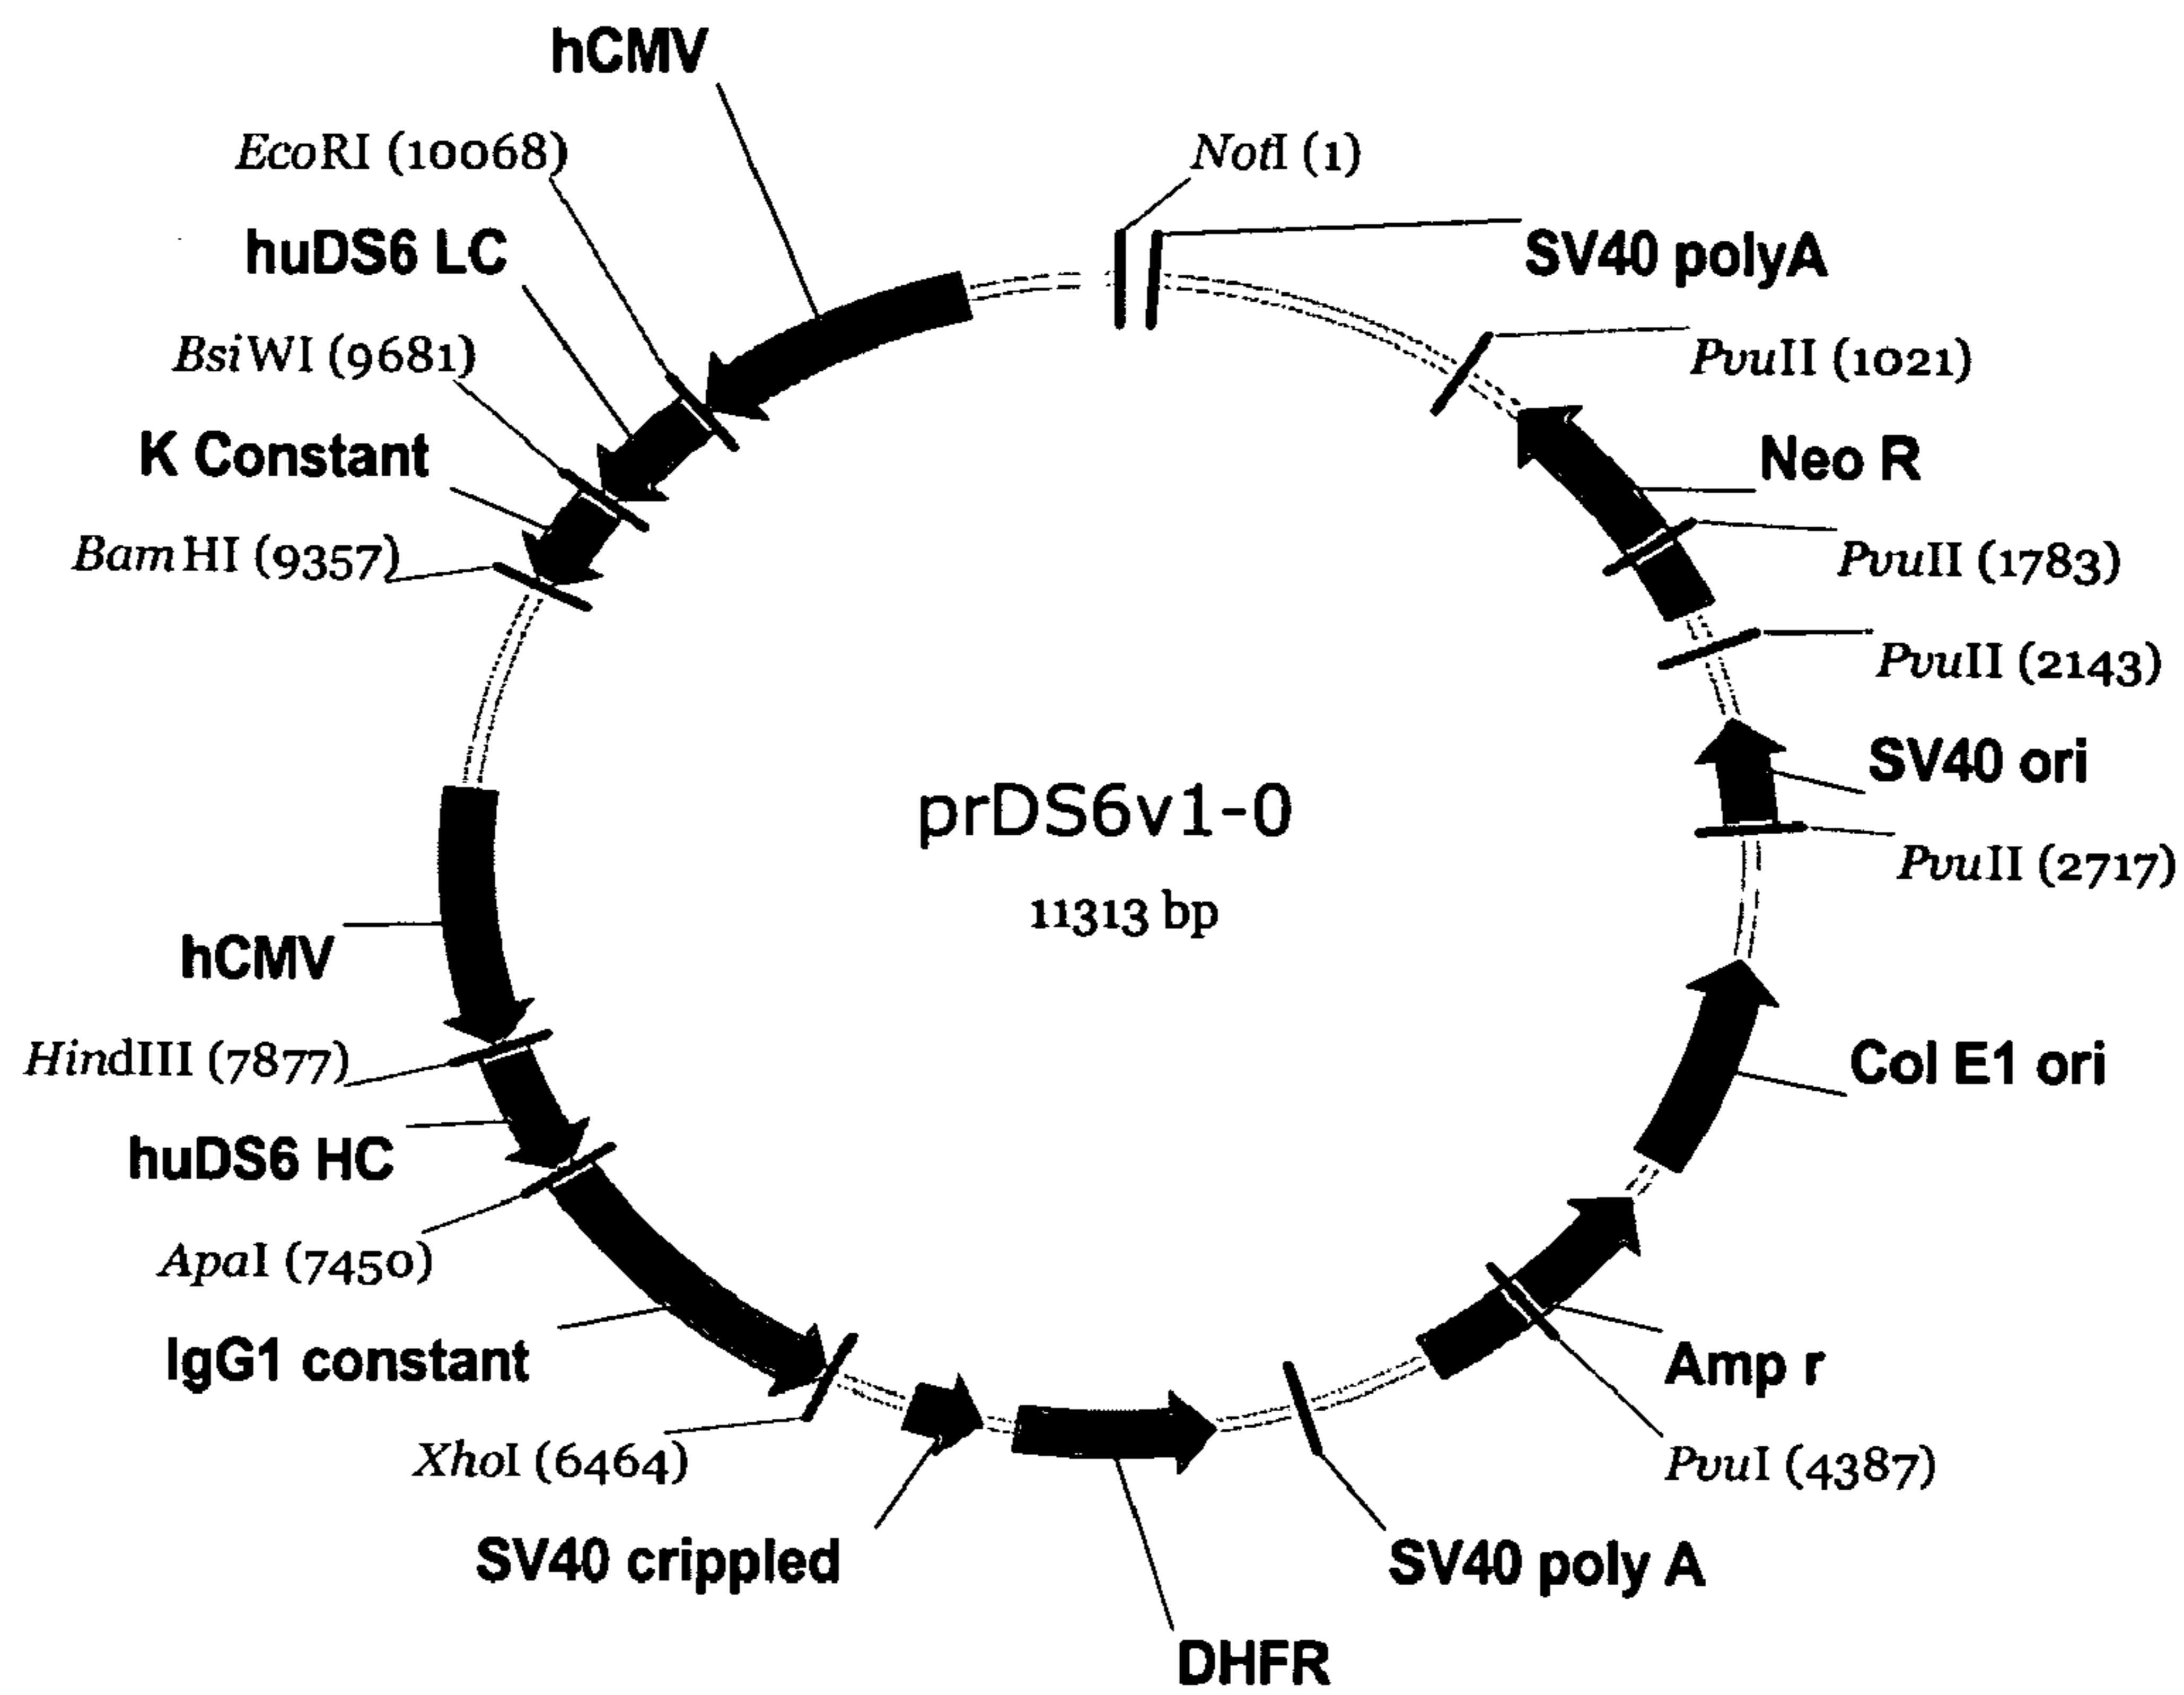 hCMV
EcoRI (10068)
NotI (1)
huDS6 LC
SV40 polyA
BsiWI (9681)
PvuII (1021)
K Constant
Neo R
BamHI (9357)
PvuII (1783)
PvuII (2143)
SV40 ori
prDS6v1-0
PvuII (2717)
11313 bp
hCMV
HindIII (7877)
Col E1 ori
huDS6 HC
ApaI (7450)
IgG1 constant
Amp r
XhoI (6464)
PvuI (4387)
SV40 crippled
SV40 poly A
DHFR